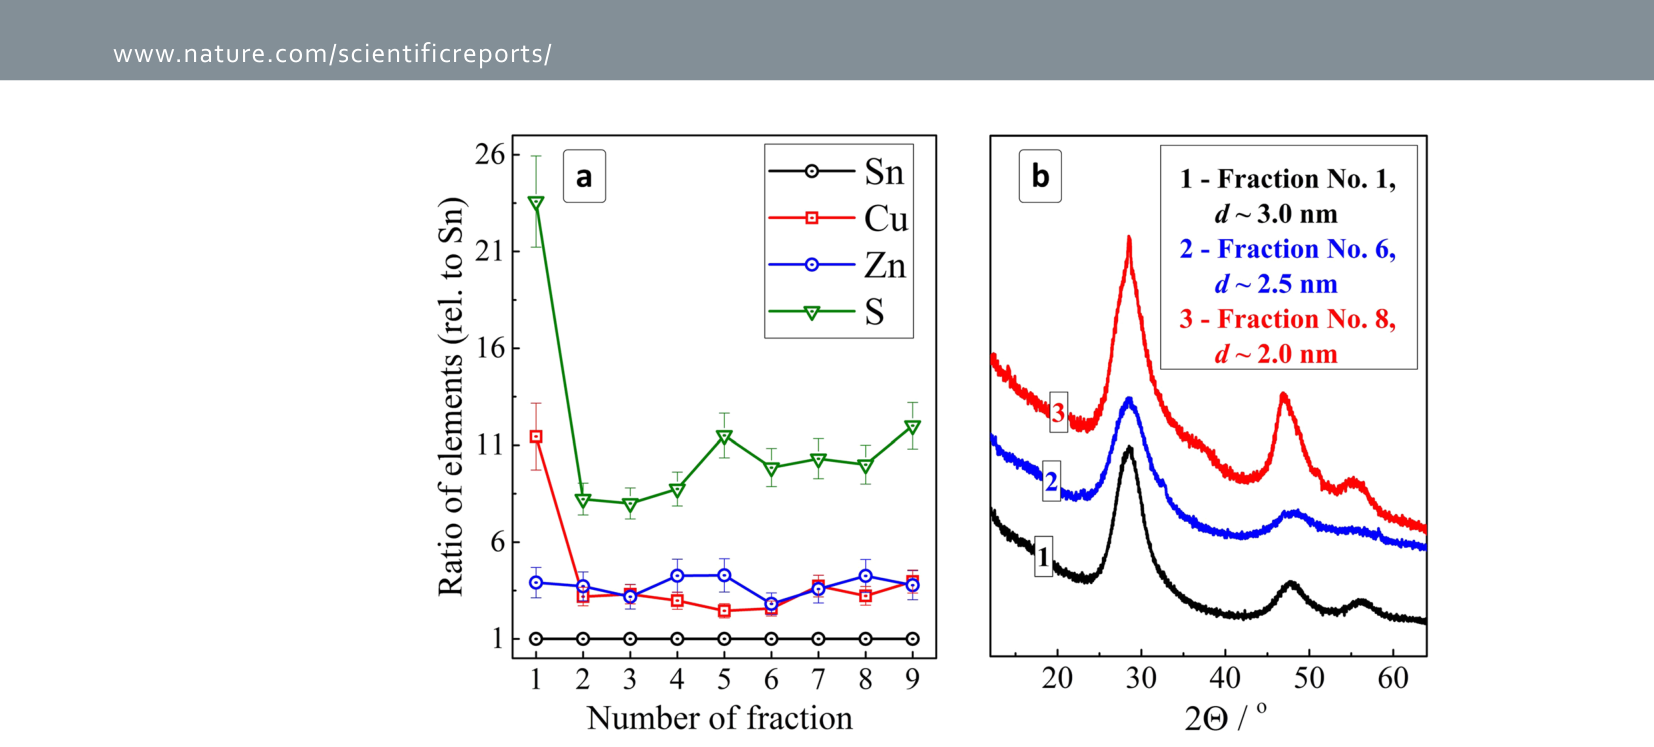 www.nature.com/scientificreports/
26
21
16
11
6
1
Ratio of elements (rel. to Sn)
a
Sn
Cu
Zn
S
1 2 3 4 5 6 7 8 9
Number of fraction
b
1 - Fraction No. 1,
d ~ 3.0 nm
2 - Fraction No. 6,
d ~ 2.5 nm
3 - Fraction No. 8,
d ~ 2.0 nm
3
2
1
20 30 40 50 60
2Θ / °